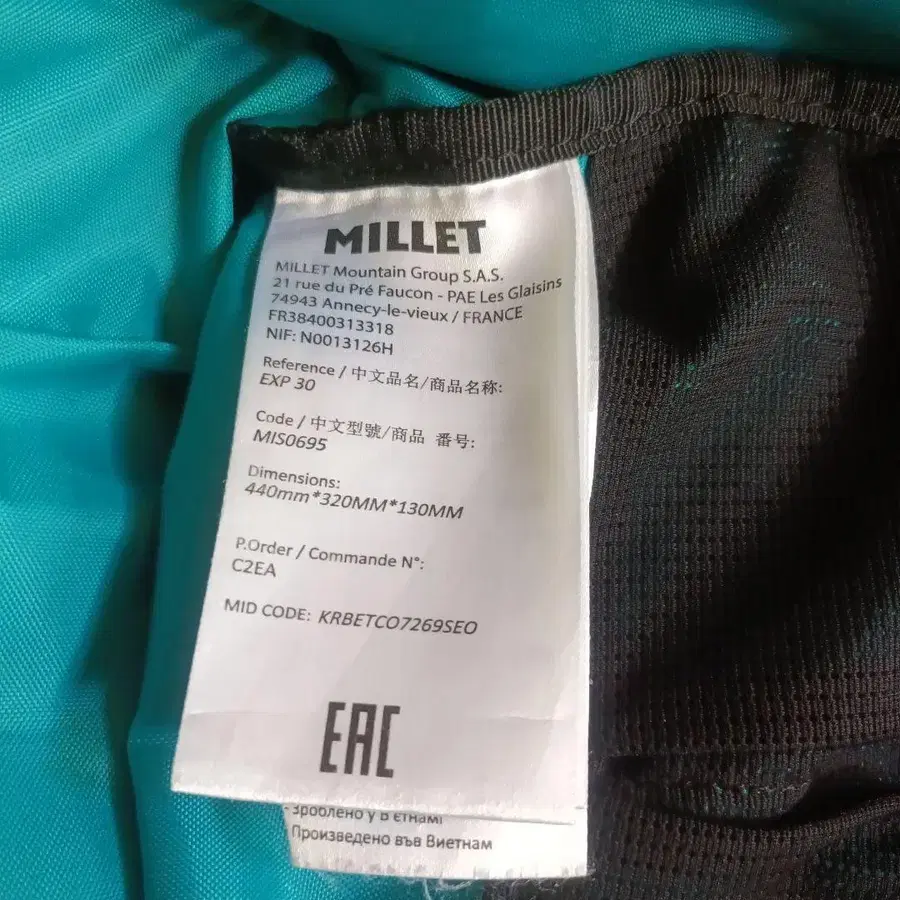 MILLET
MILLET Mountain Group S.A.S.
21 rue du Pré Faucon - PAE Les Glaisins
74943 Annecy-le-vieux / FRANCE
FR38400313318
NIF: N0013126H
Reference / 中文品名/商品名称:
EXP 30
Code / 中文型號/商品 番号:
MIS0695
Dimensions:
440mm*320MM*130MM
P.Order / Commande N°:
C2EA
MID CODE: KRBETCO7269SEO
EAC
- Зроблено у В'єтнамі
- Произведено във Виетнам